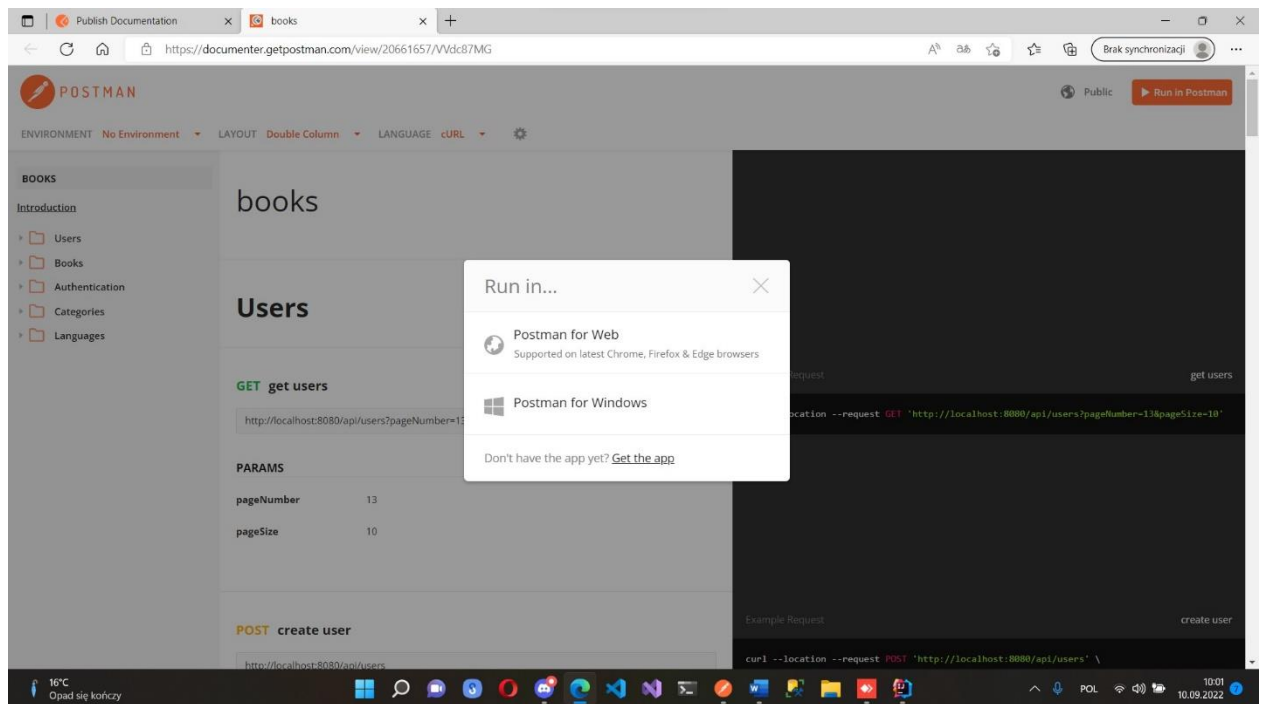 Publish Documentation
books
https://documenter.getpostman.com/view/20661657/VVdc87MG
Brak synchronizacji
POSTMAN
Public
Run in Postman
ENVIRONMENT No Environment LAYOUT Double Column LANGUAGE cURL
BOOKS
Introduction
Users
Books
Authentication
Categories
Languages
books
Users
GET get users
http://localhost:8080/api/users?pageNumber=13
PARAMS
pageNumber 13
pageSize 10
POST create user
http://localhost:8080/api/users
Run in...
Postman for Web
Supported on latest Chrome, Firefox & Edge browsers
Postman for Windows
Don't have the app yet? Get the app
Request get users
--request GET 'http://localhost:8080/api/users?pageNumber=13&pageSize=10'
Example Request create user
curl --location --request POST 'http://localhost:8080/api/users' \
16°C
Opad się kończy
POL
10:01
10.09.2022